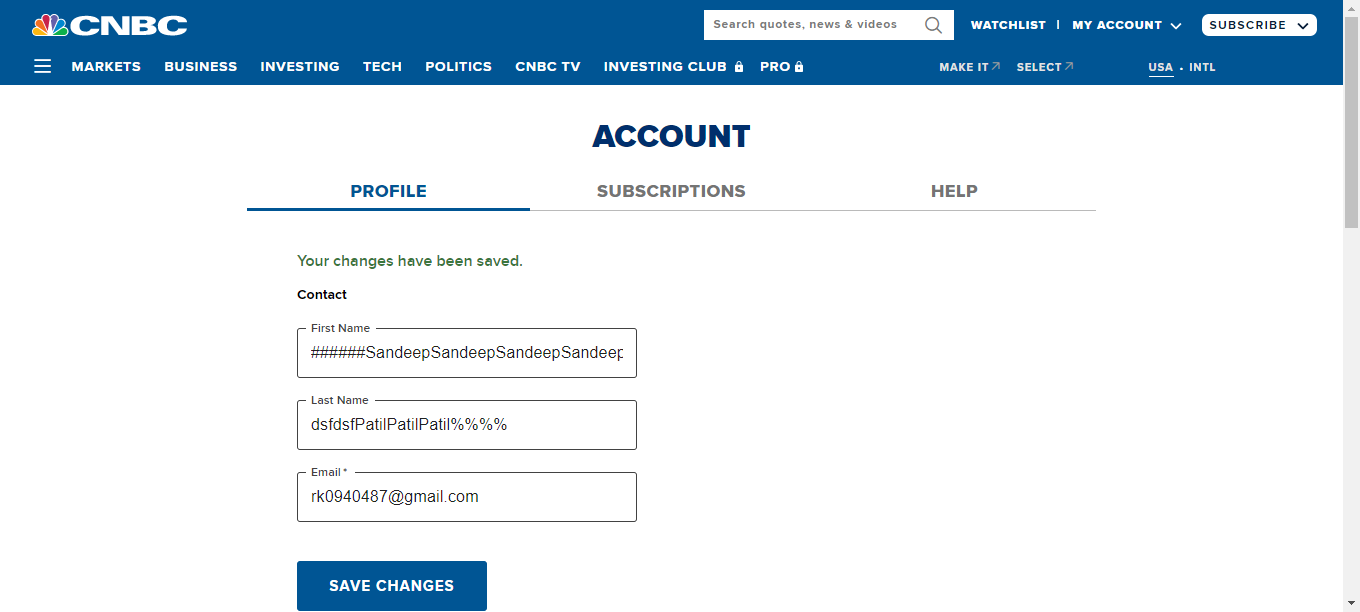 CNBC
Search quotes, news & videos
WATCHLIST | MY ACCOUNT
SUBSCRIBE
MARKETS BUSINESS INVESTING TECH POLITICS CNBC TV INVESTING CLUB PRO
MAKE IT SELECT
USA • INTL
ACCOUNT
PROFILE SUBSCRIPTIONS HELP
Your changes have been saved.
Contact
First Name
######SandeepSandeepSandeepSandeep
Last Name
dsfdsfPatilPatilPatil%%%%
Email *
rk0940487@gmail.com
SAVE CHANGES